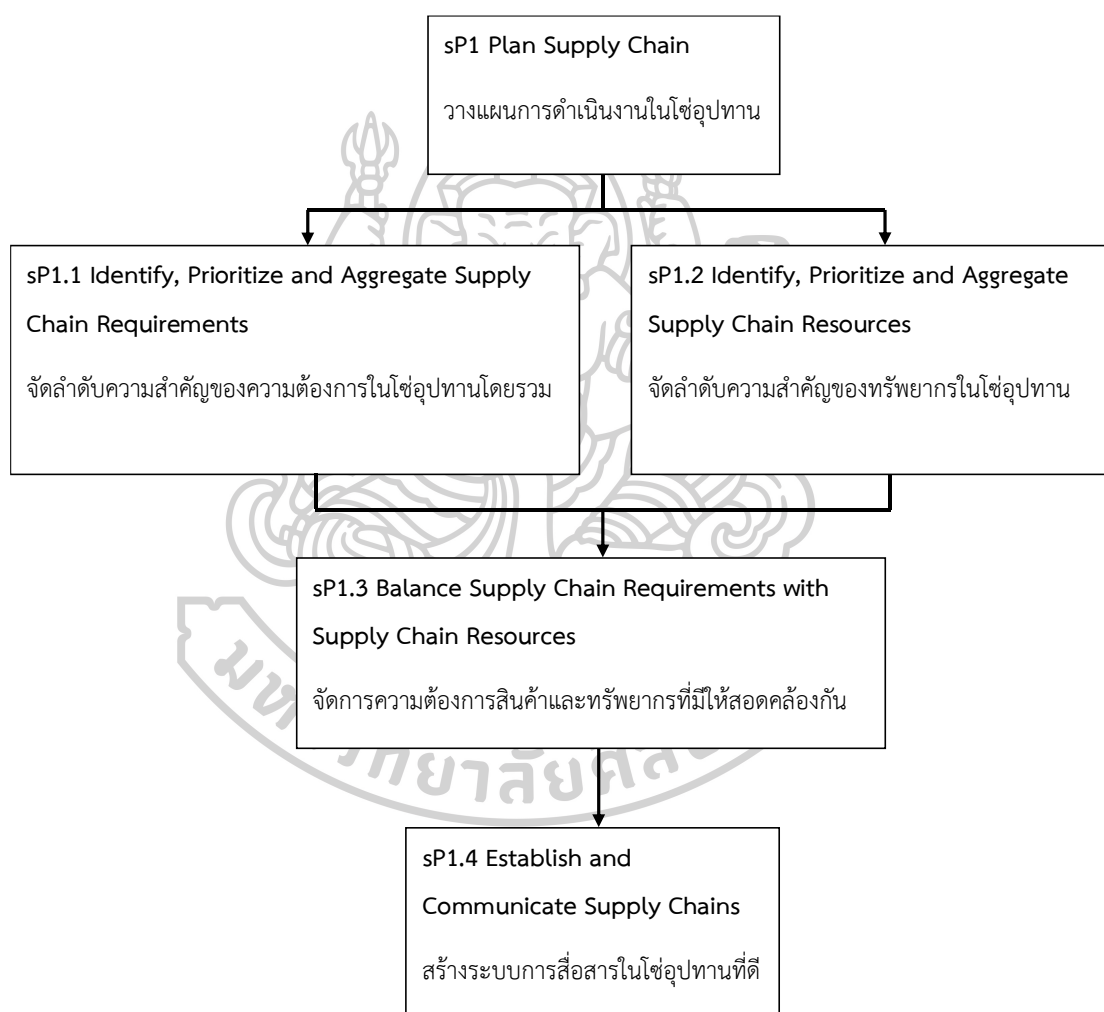 sP1 Plan Supply Chain
วางแผนการดำเนินงานในโซ่อุปทาน
sP1.1 Identify, Prioritize and Aggregate Supply
Chain Requirements
จัดลำดับความสำคัญของความต้องการในโซ่อุปทานโดยรวม
sP1.2 Identify, Prioritize and Aggregate
Supply Chain Resources
จัดลำดับความสำคัญของทรัพยากรในโซ่อุปทาน
sP1.3 Balance Supply Chain Requirements with
Supply Chain Resources
จัดการความต้องการสินค้าและทรัพยากรที่มีให้สอดคล้องกัน
sP1.4 Establish and
Communicate Supply Chains
สร้างระบบการสื่อสารในโซ่อุปทานที่ดี